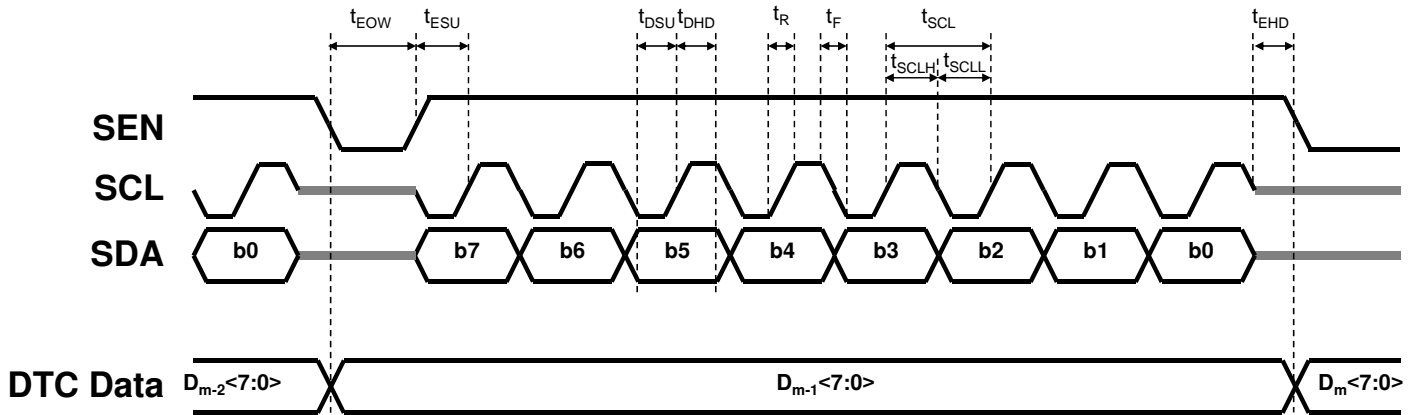 tEOW tESU tDSU tDHD tR tF tSCL tEHD
tSCLH tSCLL
SEN
SCL
SDA b0 b7 b6 b5 b4 b3 b2 b1 b0
DTC Data Dm-2<7:0> Dm-1<7:0> Dm<7:0>